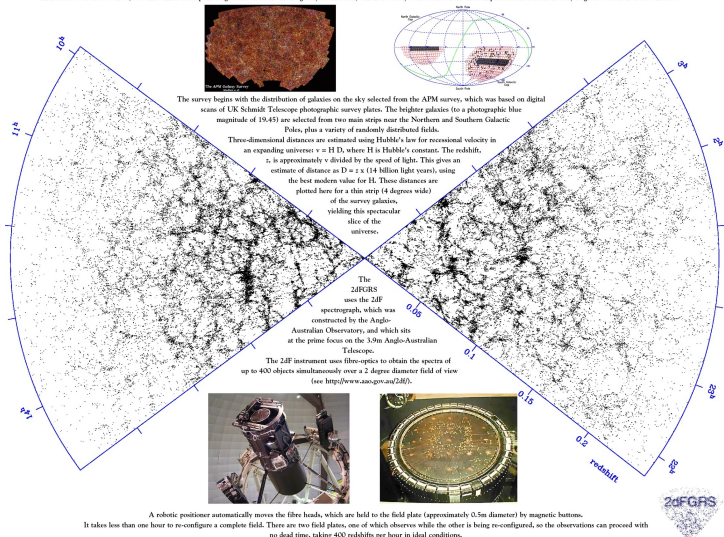 The APM Galaxy Survey
North Pole
North Galactic
South Pole
10h
11h
14h
3h
2h
23h
22h
The survey begins with the distribution of galaxies on the sky selected from the APM survey, which was based on digital
scans of UK Schmidt Telescope photographic survey plates. The brighter galaxies (to a photographic blue
magnitude of 19.45) are selected from two main strips near the Northern and Southern Galactic
Poles, plus a variety of randomly distributed fields.
Three-dimensional distances are estimated using Hubble's law for recessional velocity in
an expanding universe: v = H D, where H is Hubble's constant. The redshift,
z, is approximately v divided by the speed of light. This gives an
estimate of distance as D = z x (14 billion light years), using
the best modern value for H. These distances are
plotted here for a thin strip (4 degrees wide)
of the survey galaxies,
yielding this spectacular
slice of the
universe.
The
2dFGRS
uses the 2dF
spectrograph, which was
constructed by the Anglo-
Australian Observatory, and which sits
at the prime focus on the 3.9m Anglo-Australian
Telescope.
The 2dF instrument uses fibre-optics to obtain the spectra of
up to 400 objects simultaneously over a 2 degree diameter field of view
(see http://www.aao.gov.au/2df/).
0.05
0.1
0.15
0.2
redshift
2dFGRS
A robotic positioner automatically moves the fibre heads, which are held to the field plate (approximately 0.5m diameter) by magnetic buttons.
It takes less than one hour to re-configure a complete field. There are two field plates, one of which observes while the other is being re-configured, so the observations can proceed with
no dead time, taking 400 redshifts per hour in ideal conditions.